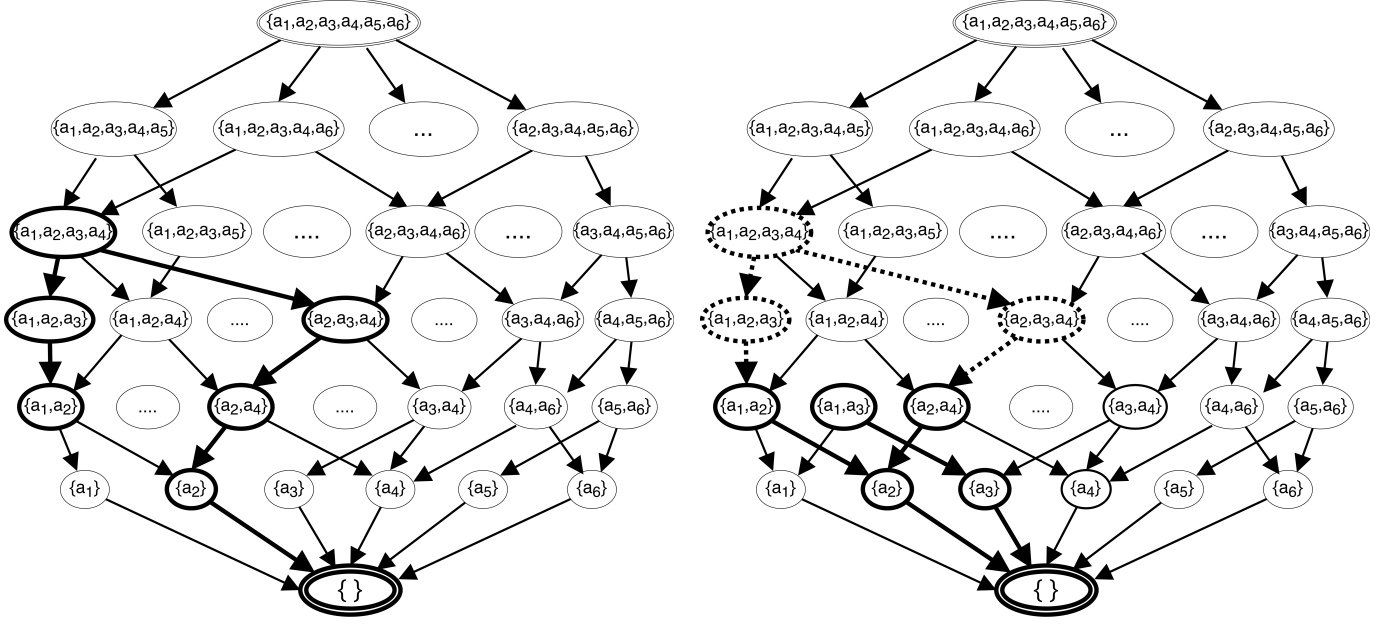 {a₁,a₂,a₃,a₄,a₅,a₆}
{a₁,a₂,a₃,a₄,a₅} {a₁,a₂,a₃,a₄,a₆} ... {a₂,a₃,a₄,a₅,a₆}
{a₁,a₂,a₃,a₄} {a₁,a₂,a₃,a₅} .... {a₂,a₃,a₄,a₆} .... {a₃,a₄,a₅,a₆}
{a₁,a₂,a₃} {a₁,a₂,a₄} .... {a₂,a₃,a₄} .... {a₃,a₄,a₆} {a₄,a₅,a₆}
{a₁,a₂} .... {a₂,a₄} .... {a₃,a₄} {a₄,a₆} {a₅,a₆}
{a₁} {a₂} {a₃} {a₄} {a₅} {a₆}
{ }
{a₁,a₂,a₃,a₄,a₅,a₆}
{a₁,a₂,a₃,a₄,a₅} {a₁,a₂,a₃,a₄,a₆} ... {a₂,a₃,a₄,a₅,a₆}
{a₁,a₂,a₃,a₄} {a₁,a₂,a₃,a₅} .... {a₂,a₃,a₄,a₆} .... {a₃,a₄,a₅,a₆}
{a₁,a₂,a₃} {a₁,a₂,a₄} .... {a₂,a₃,a₄} .... {a₃,a₄,a₆} {a₄,a₅,a₆}
{a₁,a₂} {a₁,a₃} {a₂,a₄} .... {a₃,a₄} {a₄,a₆} {a₅,a₆}
{a₁} {a₂} {a₃} {a₄} {a₅} {a₆}
{ }